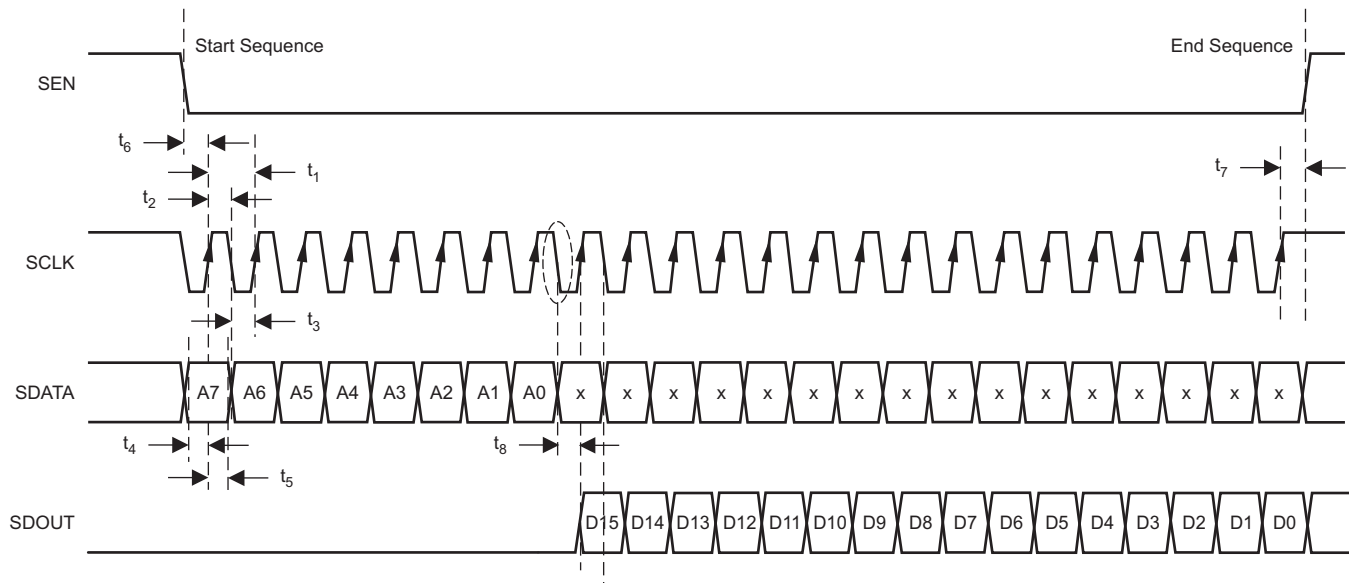 Start Sequence
End Sequence
SEN
t6
t1
t7
t2
SCLK
t3
SDATA
A7 A6 A5 A4 A3 A2 A1 A0 x x x x x x x x x x x x x x x x
t4
t8
t5
SDOUT
D15 D14 D13 D12 D11 D10 D9 D8 D7 D6 D5 D4 D3 D2 D1 D0